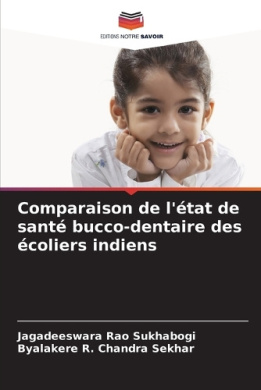 EDITIONS NOTRE SAVOIR
Comparaison de l'état de
santé bucco-dentaire des
écoliers indiens
Jagadeeswara Rao Sukhabogi
Byalakere R. Chandra Sekhar